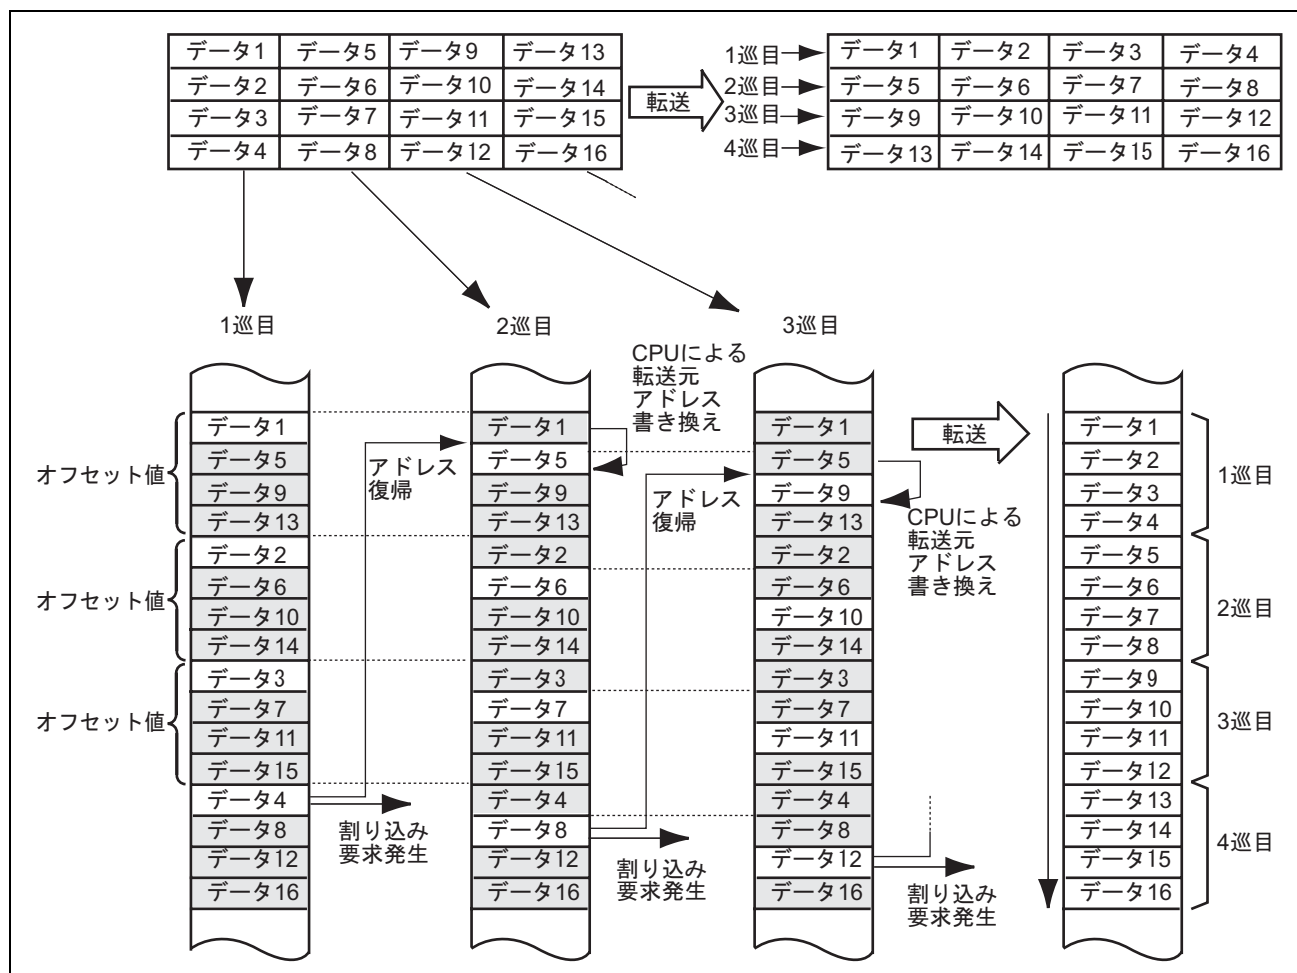 データ1 データ5 データ9 データ13
データ2 データ6 データ10 データ14
データ3 データ7 データ11 データ15
データ4 データ8 データ12 データ16
転送
1巡目 データ1 データ2 データ3 データ4
2巡目 データ5 データ6 データ7 データ8
3巡目 データ9 データ10 データ11 データ12
4巡目 データ13 データ14 データ15 データ16
1巡目
オフセット値
オフセット値
オフセット値
データ1
データ5
データ9
データ13
データ2
データ6
データ10
データ14
データ3
データ7
データ11
データ15
データ4
データ8
データ12
データ16
アドレス
復帰
割り込み
要求発生
2巡目
データ1
データ5
データ9
データ13
データ2
データ6
データ10
データ14
データ3
データ7
データ11
データ15
データ4
データ8
データ12
データ16
CPUによる
転送元
アドレス
書き換え
アドレス
復帰
割り込み
要求発生
3巡目
データ1
データ5
データ9
データ13
データ2
データ6
データ10
データ14
データ3
データ7
データ11
データ15
データ4
データ8
データ12
データ16
転送
CPUによる
転送元
アドレス
書き換え
割り込み
要求発生
データ1
データ2
データ3
データ4
データ5
データ6
データ7
データ8
データ9
データ10
データ11
データ12
データ13
データ14
データ15
データ16
1巡目
2巡目
3巡目
4巡目